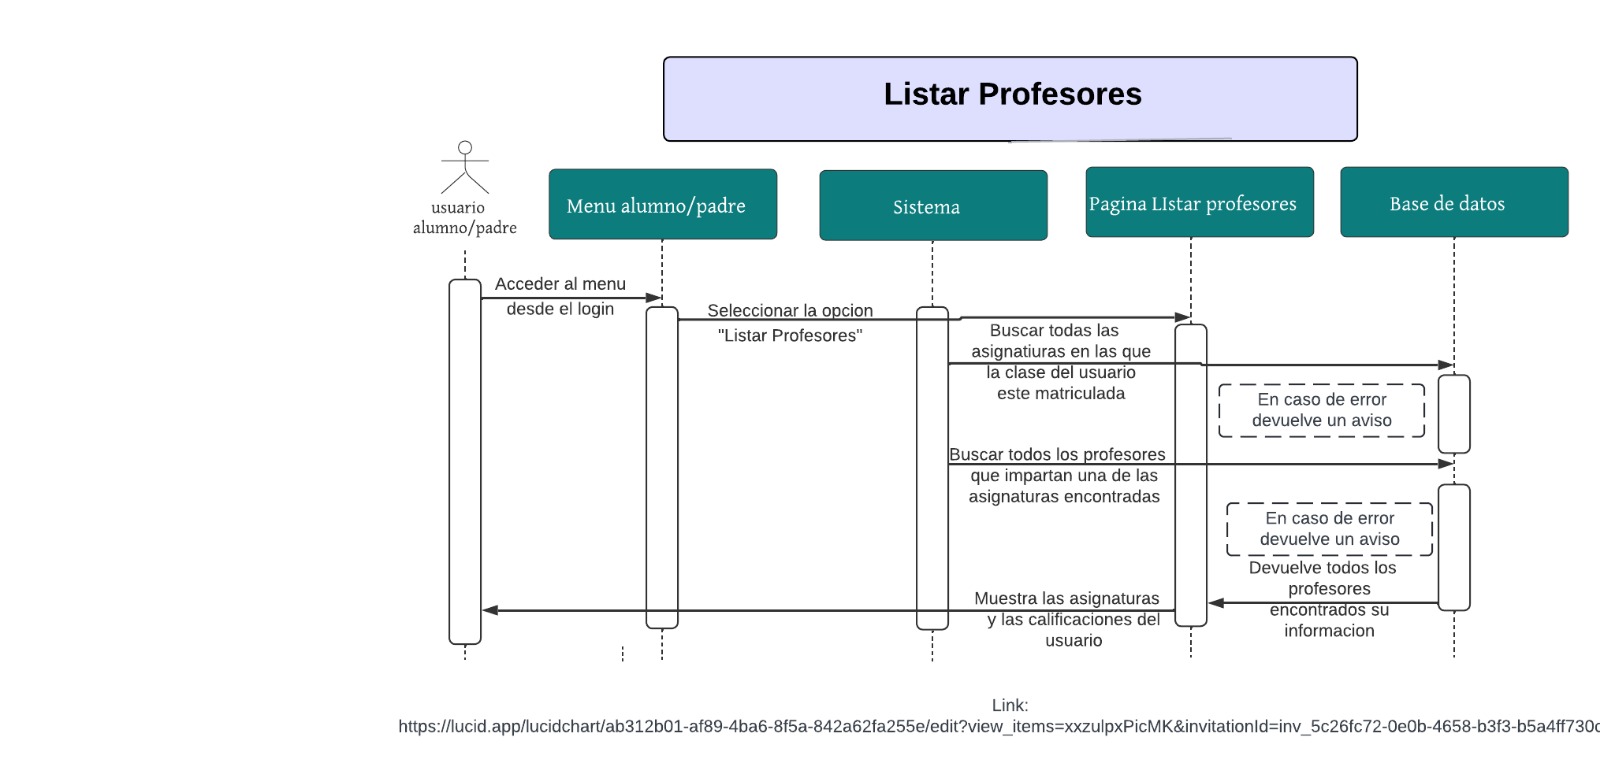 Listar Profesores
usuario
alumno/padre
Menu alumno/padre
Sistema
Pagina LIstar profesores
Base de datos
Acceder al menu
desde el login
Seleccionar la opcion
"Listar Profesores"
Buscar todas las
asignatiuras en las que
la clase del usuario
este matriculada
En caso de error
devuelve un aviso
Buscar todos los profesores
que impartan una de las
asignaturas encontradas
En caso de error
devuelve un aviso
Devuelve todos los
profesores
encontrados su
informacion
Muestra las asignaturas
y las calificaciones del
usuario
Link:
https://lucid.app/lucidchart/ab312b01-af89-4ba6-8f5a-842a62fa255e/edit?view_items=xxzulpxPicMK&invitationId=inv_5c26fc72-0e0b-4658-b3f3-b5a4ff730